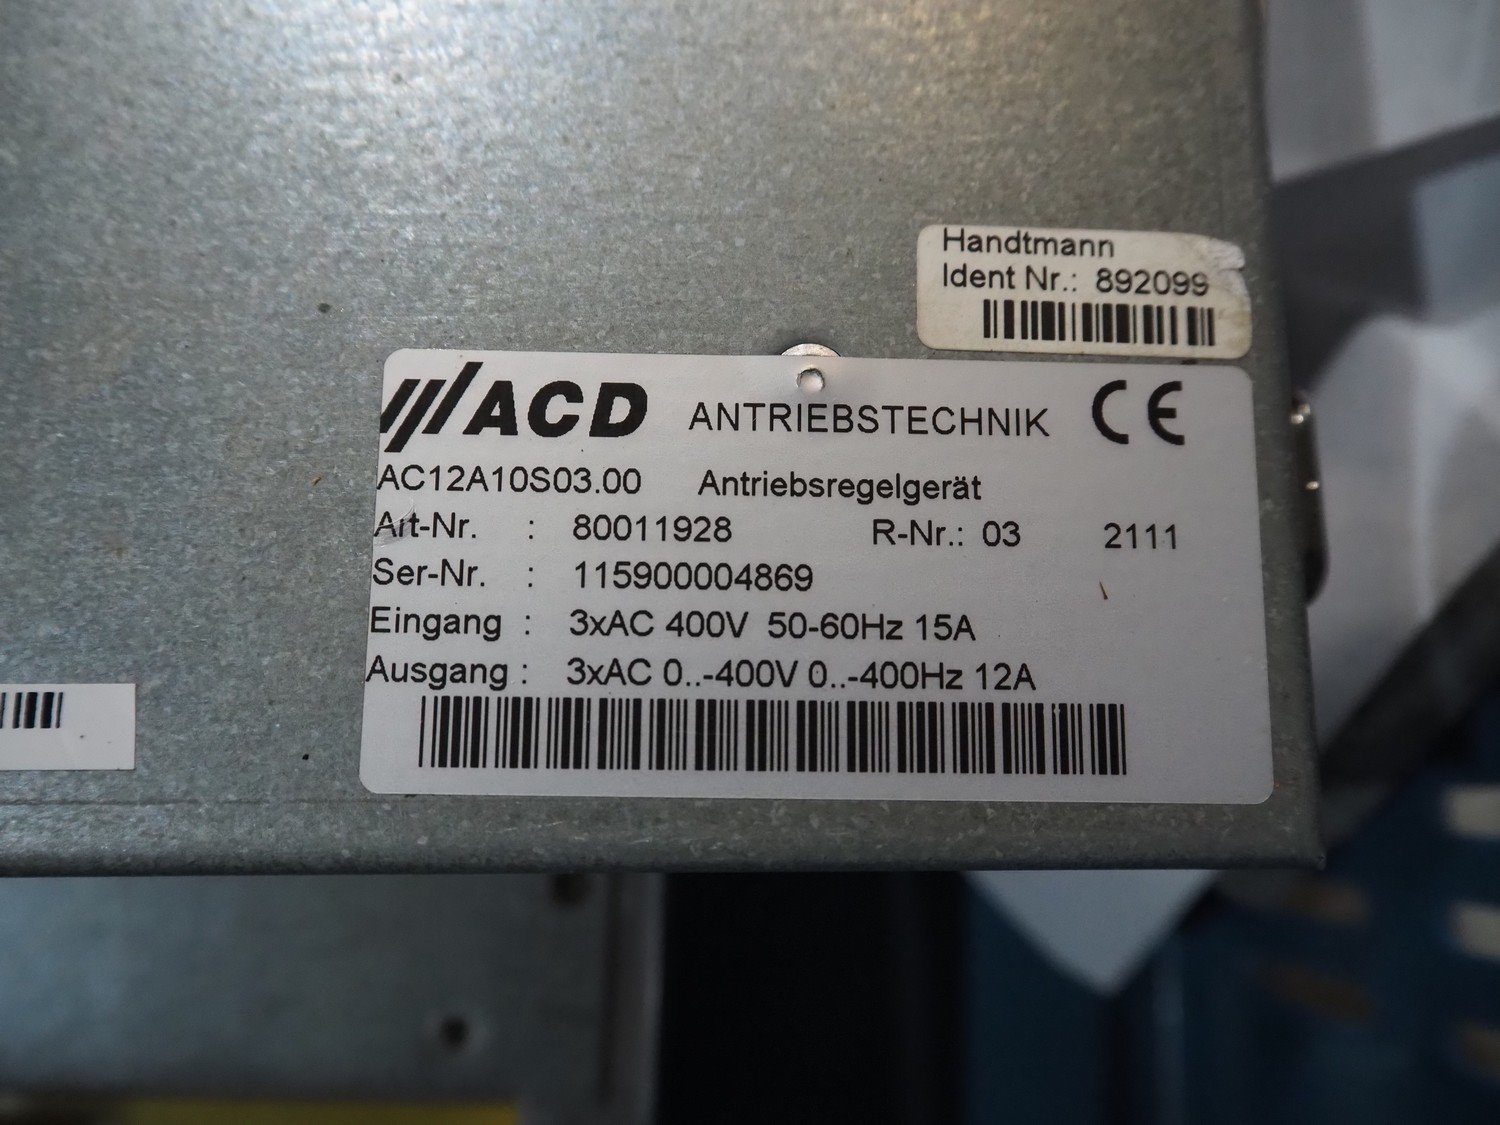 Handtmann
Ident Nr.: 892099
ACD ANTRIEBSTECHNIK CE
AC12A10S03.00 Antriebsregelgerät
Art-Nr. : 80011928 R-Nr.: 03 2111
Ser-Nr. : 115900004869
Eingang : 3xAC 400V 50-60Hz 15A
Ausgang : 3xAC 0..-400V 0..-400Hz 12A